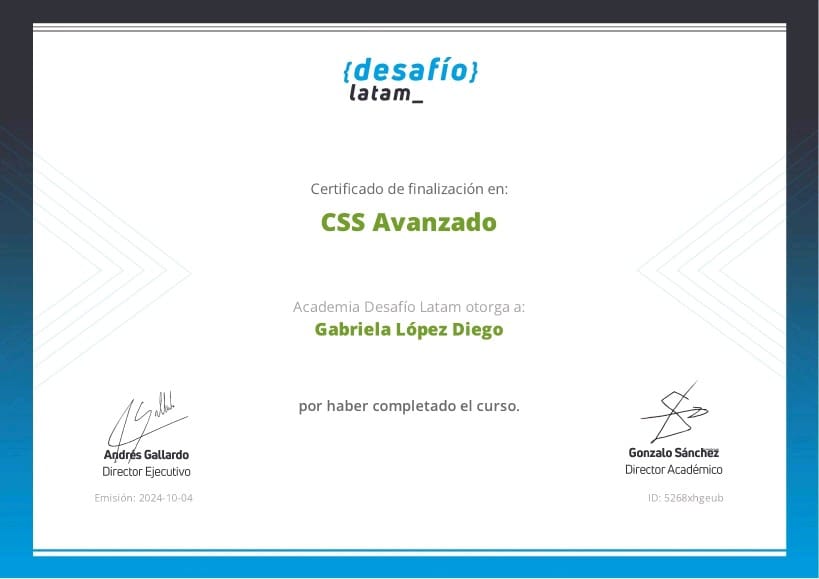 {desafío}
latam_
Certificado de finalización en:
CSS Avanzado
Academia Desafío Latam otorga a:
Gabriela López Diego
por haber completado el curso.
Andrés Gallardo
Director Ejecutivo
Emisión: 2024-10-04
Gonzalo Sánchez
Director Académico
ID: 5268xhgeub